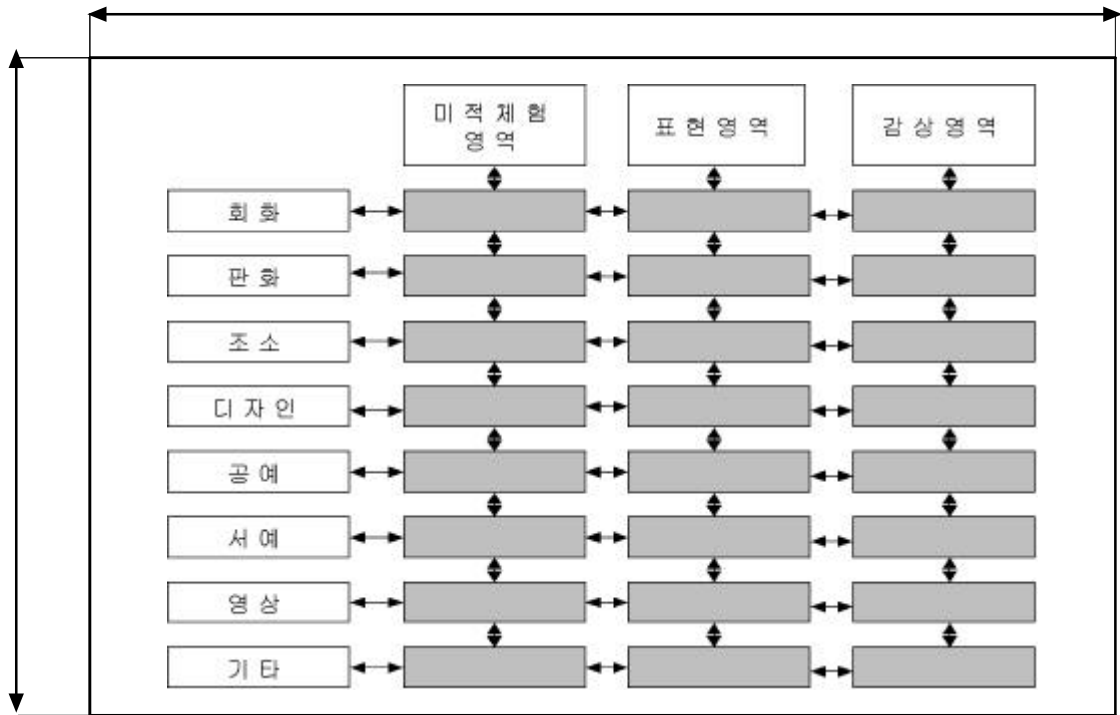 미 적 체 험
영 역
표 현 영 역
감 상 영 역
회 화
판 화
조 소
디 자 인
공 예
서 예
영 상
기 타